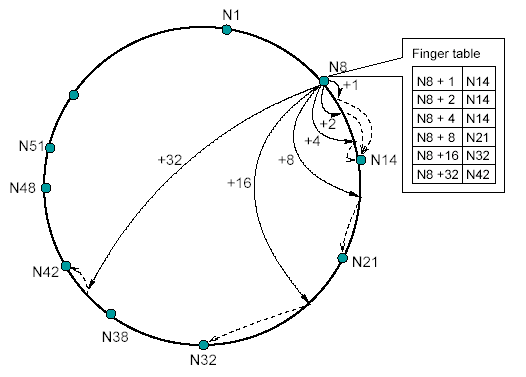 N1
N8
Finger table
N8 + 1 N14
N8 + 2 N14
N8 + 4 N14
N8 + 8 N21
N8 +16 N32
N8 +32 N42
+1
+2
+4
+8
+16
+32
N14
N51
N48
N21
N42
N38
N32